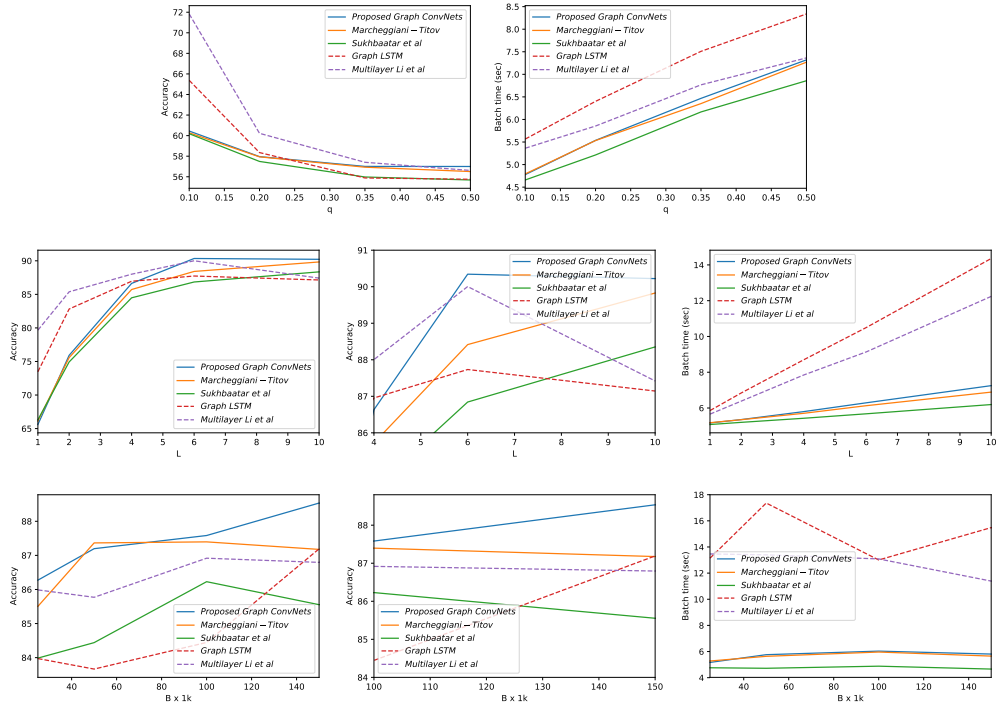 72
70
68
66
64
62
60
58
56
Accuracy
0.10 0.15 0.20 0.25 0.30 0.35 0.40 0.45 0.50
q
Proposed Graph ConvNets
Marcheggiani−Titov
Sukhbaatar et al
Graph LSTM
Multilayer Li et al
8.5
8.0
7.5
7.0
6.5
6.0
5.5
5.0
4.5
Batch time (sec)
0.10 0.15 0.20 0.25 0.30 0.35 0.40 0.45 0.50
q
Proposed Graph ConvNets
Marcheggiani−Titov
Sukhbaatar et al
Graph LSTM
Multilayer Li et al
90
85
80
75
70
65
Accuracy
1 2 3 4 5 6 7 8 9 10
L
Proposed Graph ConvNets
Marcheggiani−Titov
Sukhbaatar et al
Graph LSTM
Multilayer Li et al
91
90
89
88
87
86
Accuracy
4 5 6 7 8 9 10
L
Proposed Graph ConvNets
Marcheggiani−Titov
Sukhbaatar et al
Graph LSTM
Multilayer Li et al
14
12
10
8
6
Batch time (sec)
1 2 3 4 5 6 7 8 9 10
L
Proposed Graph ConvNets
Marcheggiani−Titov
Sukhbaatar et al
Graph LSTM
Multilayer Li et al
88
87
86
85
84
Accuracy
40 60 80 100 120 140
B x 1k
Proposed Graph ConvNets
Marcheggiani−Titov
Sukhbaatar et al
Graph LSTM
Multilayer Li et al
88
87
86
85
84
Accuracy
100 110 120 130 140 150
B x 1k
Proposed Graph ConvNets
Marcheggiani−Titov
Sukhbaatar et al
Graph LSTM
Multilayer Li et al
18
16
14
12
10
8
6
4
Batch time (sec)
40 60 80 100 120 140
B x 1k
Proposed Graph ConvNets
Marcheggiani−Titov
Sukhbaatar et al
Graph LSTM
Multilayer Li et al